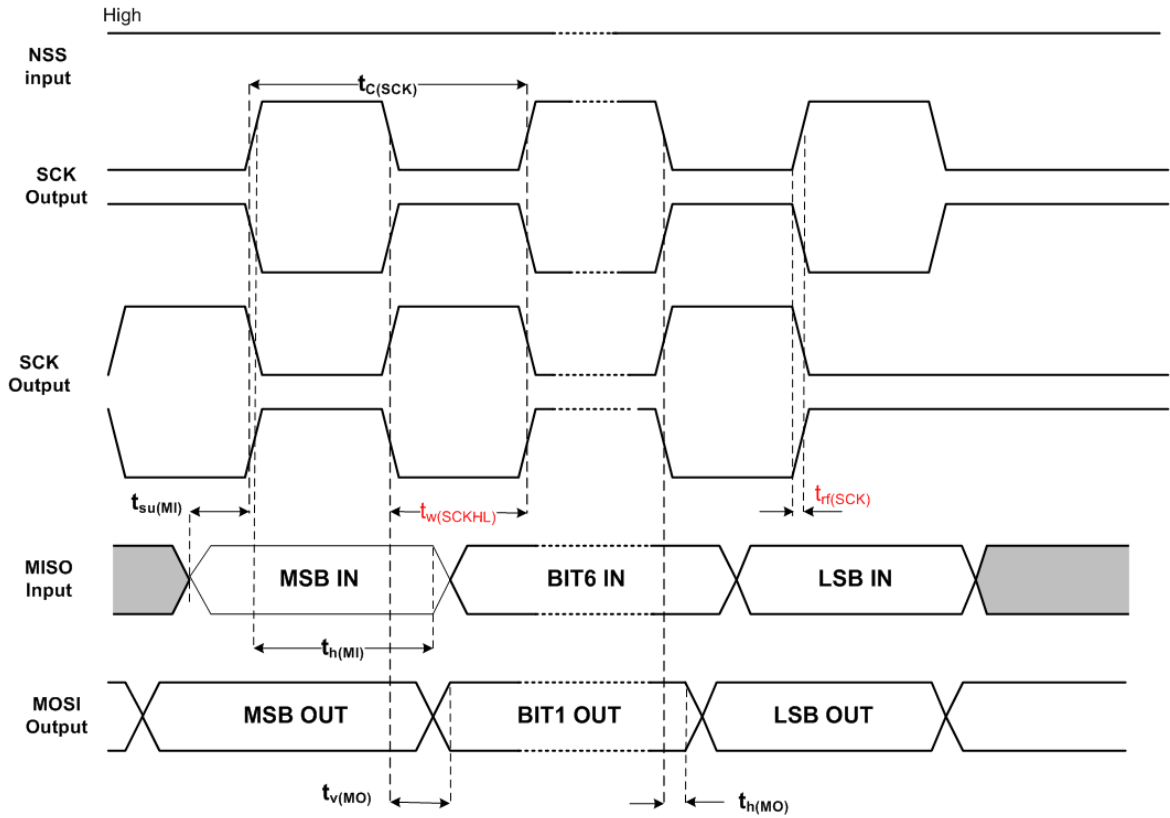 High
NSS
input
tC(SCK)
SCK
Output
SCK
Output
tsu(MI)
tw(SCKHL)
trf(SCK)
MISO
Input
MSB IN
BIT6 IN
LSB IN
th(MI)
MOSI
Output
MSB OUT
BIT1 OUT
LSB OUT
tv(MO)
th(MO)